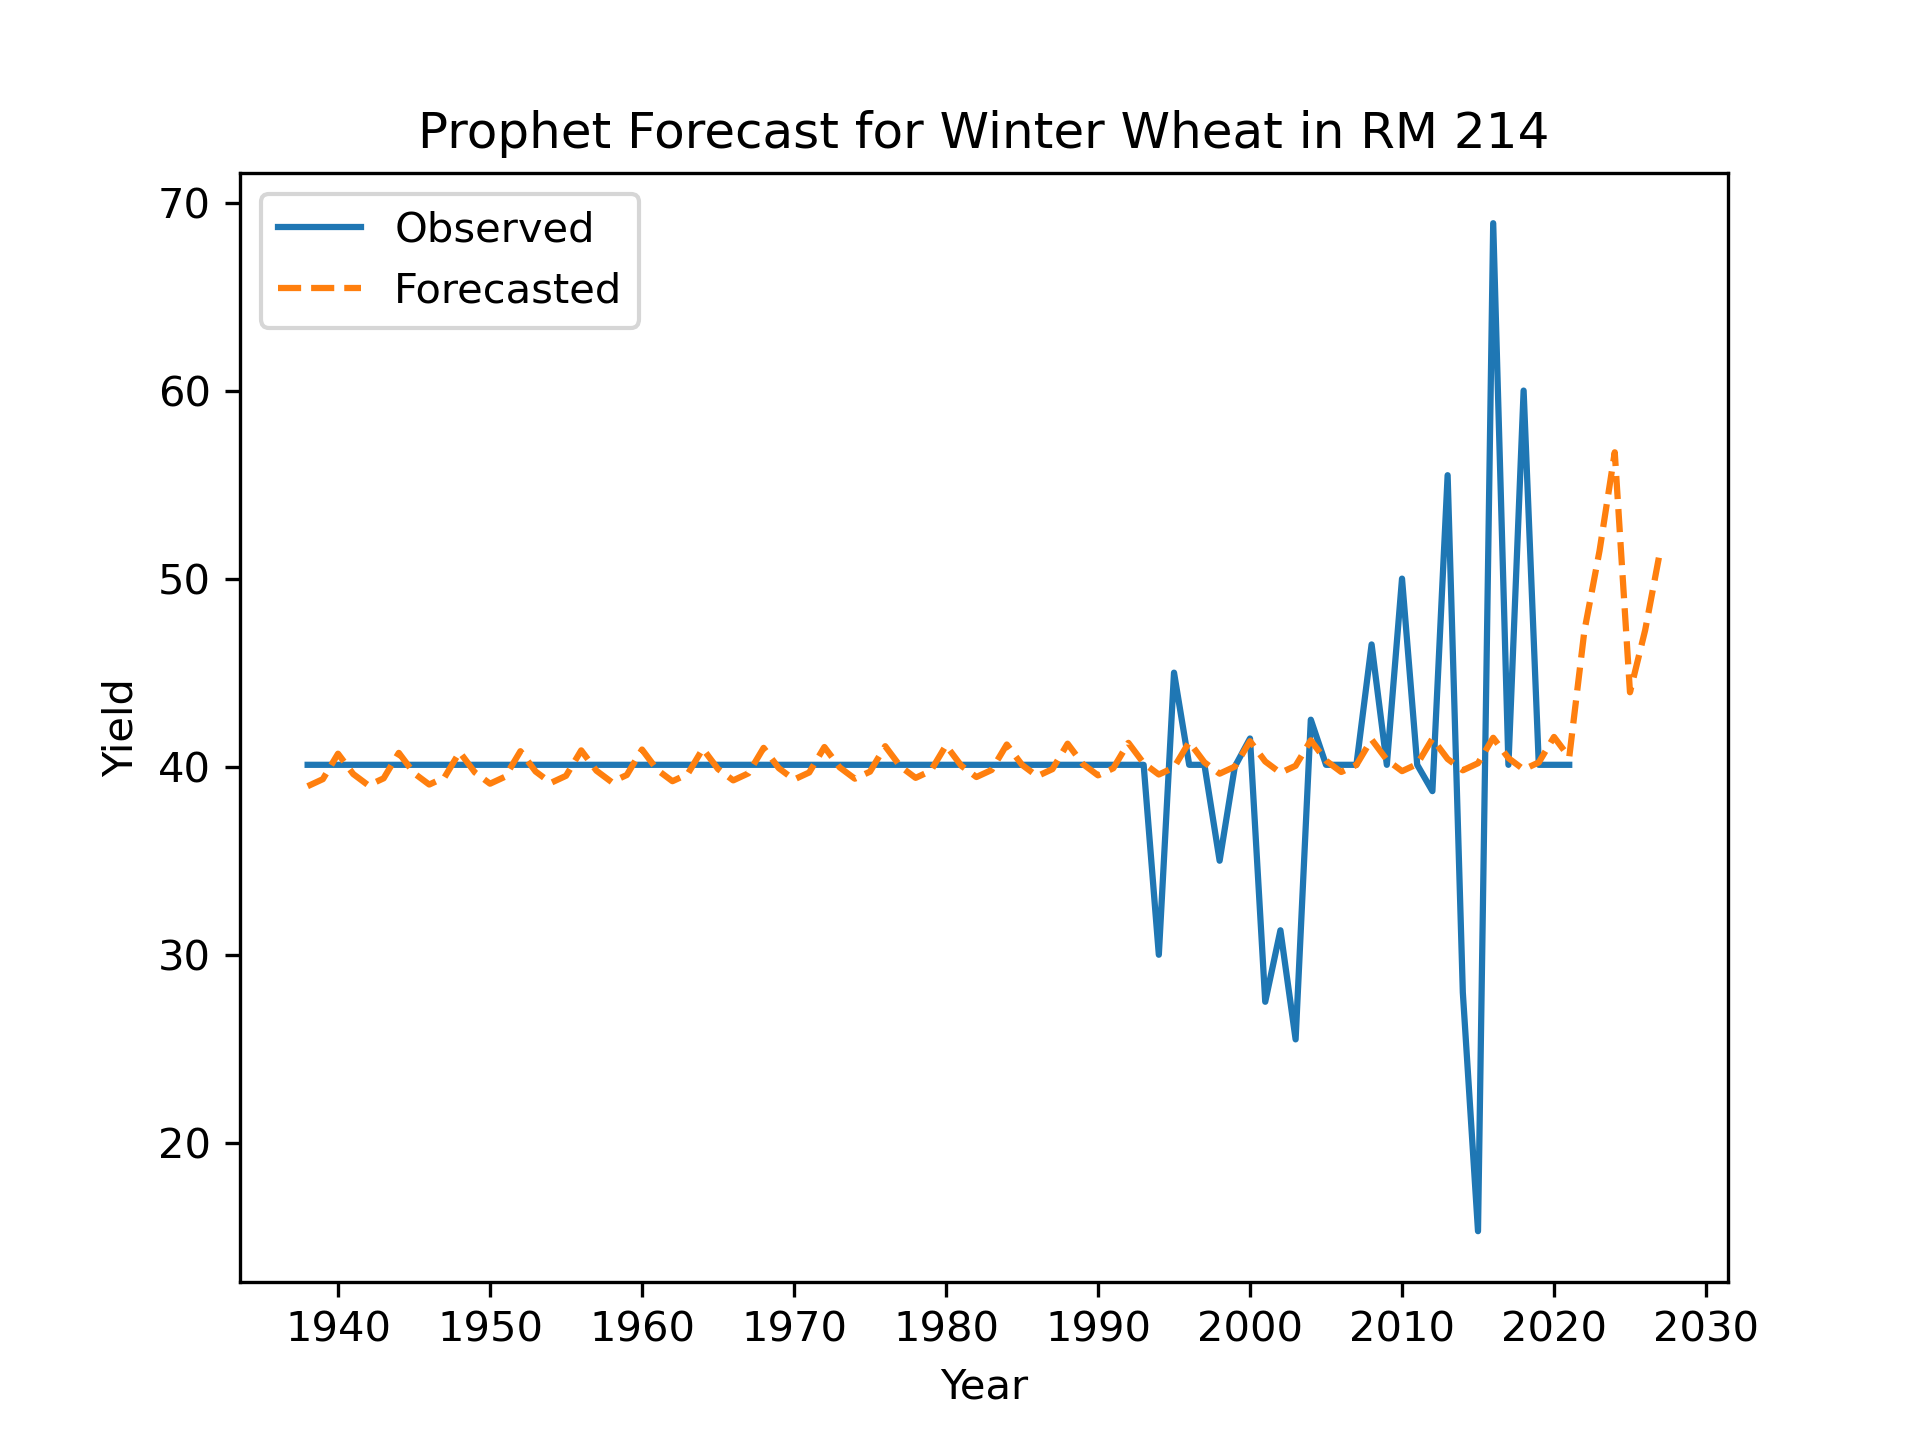 Prophet Forecast for Winter Wheat in RM 214
Observed
Forecasted
70
60
50
40
30
20
Yield
1940 1950 1960 1970 1980 1990 2000 2010 2020 2030
Year